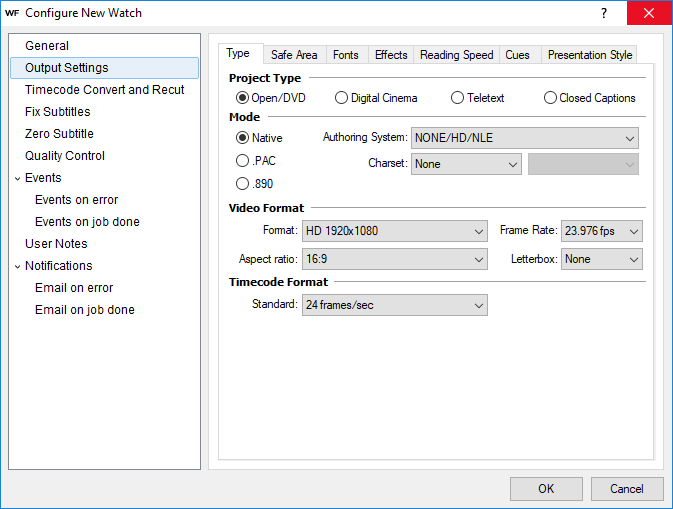 WF Configure New Watch ?
General
Output Settings
Timecode Convert and Recut
Fix Subtitles
Zero Subtitle
Quality Control
Events
Events on error
Events on job done
User Notes
Notifications
Email on error
Email on job done
Type Safe Area Fonts Effects Reading Speed Cues Presentation Style
Project Type
Open/DVD Digital Cinema Teletext Closed Captions
Mode
Native Authoring System: NONE/HD/NLE
.PAC Charset: None
.890
Video Format
Format: HD 1920x1080 Frame Rate: 23.976 fps
Aspect ratio: 16:9 Letterbox: None
Timecode Format
Standard: 24 frames/sec
OK Cancel